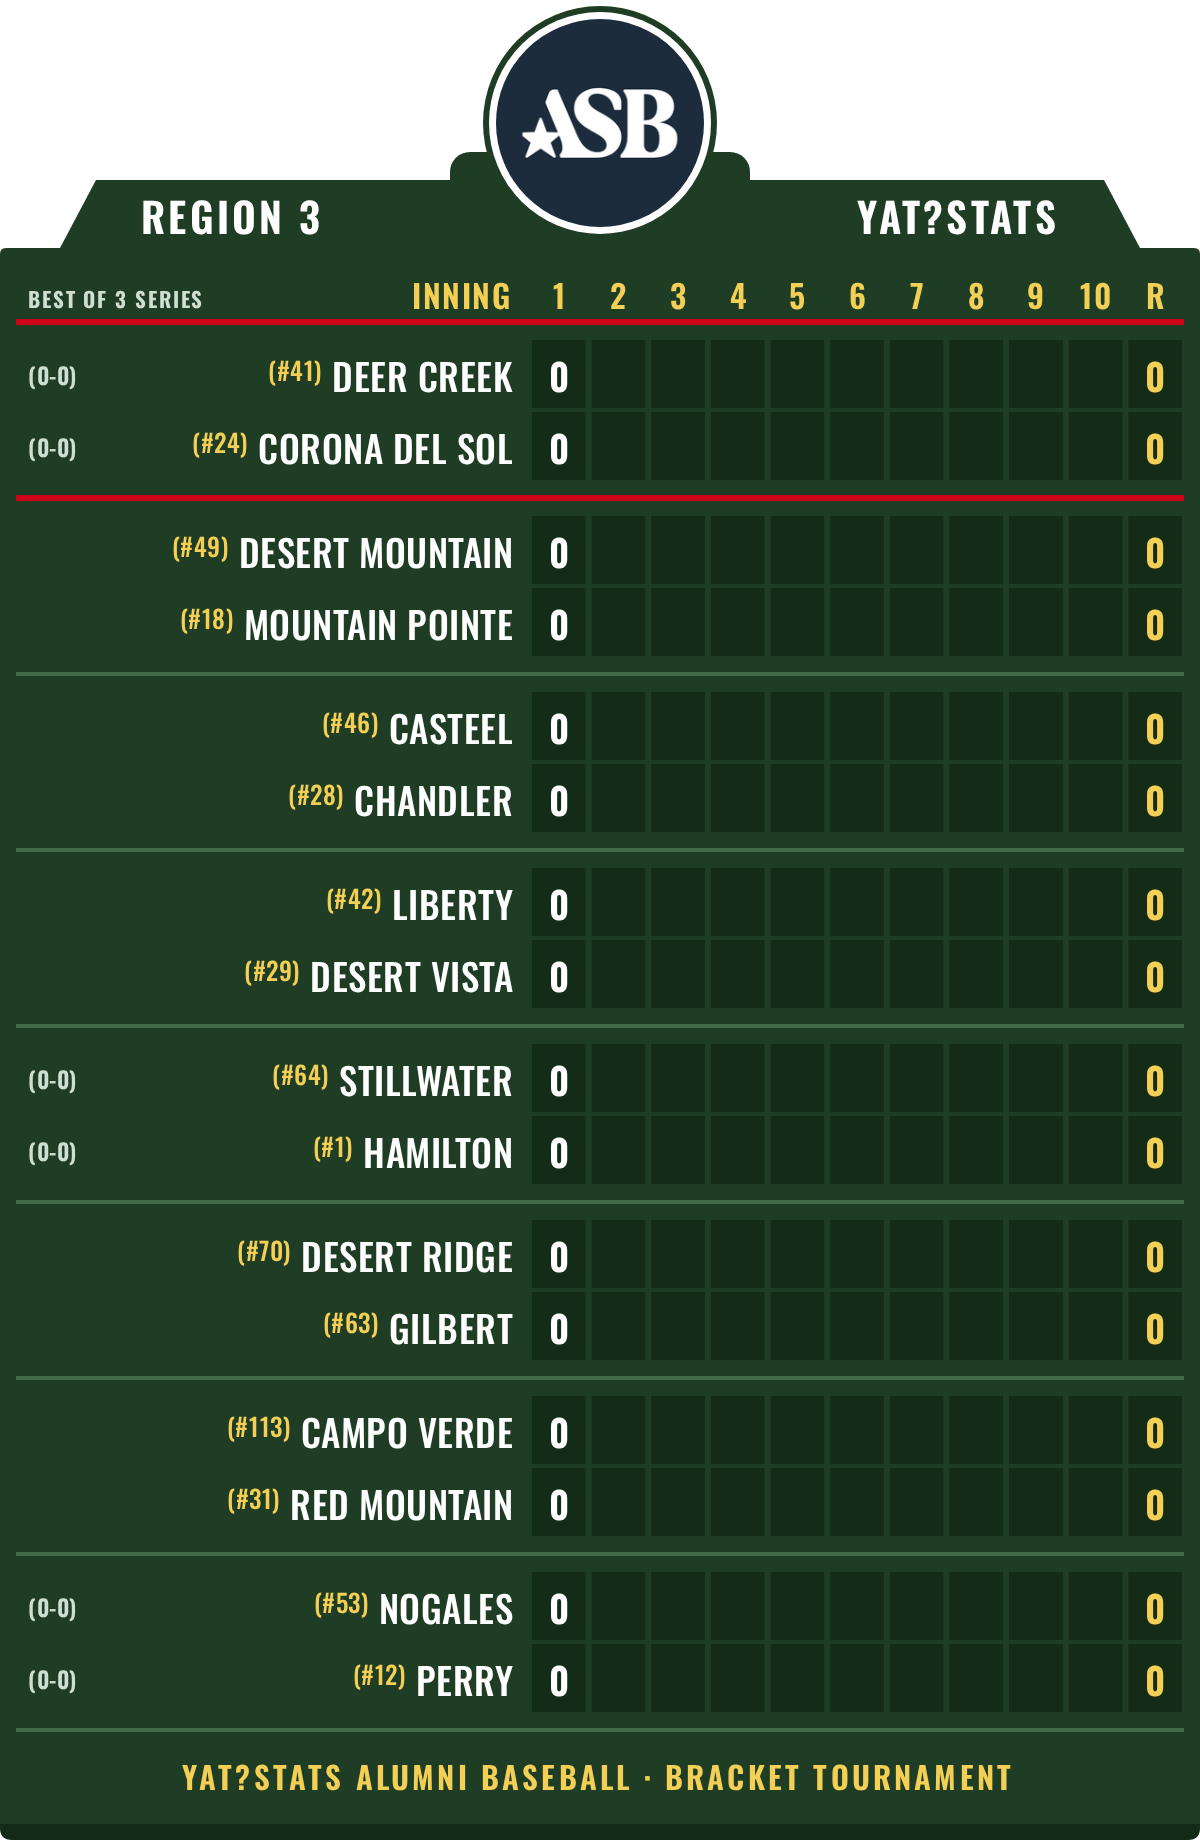 ASB
REGION 3 YAT?STATS
BEST OF 3 SERIES INNING 1 2 3 4 5 6 7 8 9 10 R
(0-0) (#41) DEER CREEK 0 0
(0-0) (#24) CORONA DEL SOL 0 0
(#49) DESERT MOUNTAIN 0 0
(#18) MOUNTAIN POINTE 0 0
(#46) CASTEEL 0 0
(#28) CHANDLER 0 0
(#42) LIBERTY 0 0
(#29) DESERT VISTA 0 0
(0-0) (#64) STILLWATER 0 0
(0-0) (#1) HAMILTON 0 0
(#70) DESERT RIDGE 0 0
(#63) GILBERT 0 0
(#113) CAMPO VERDE 0 0
(#31) RED MOUNTAIN 0 0
(0-0) (#53) NOGALES 0 0
(0-0) (#12) PERRY 0 0
YAT?STATS ALUMNI BASEBALL · BRACKET TOURNAMENT